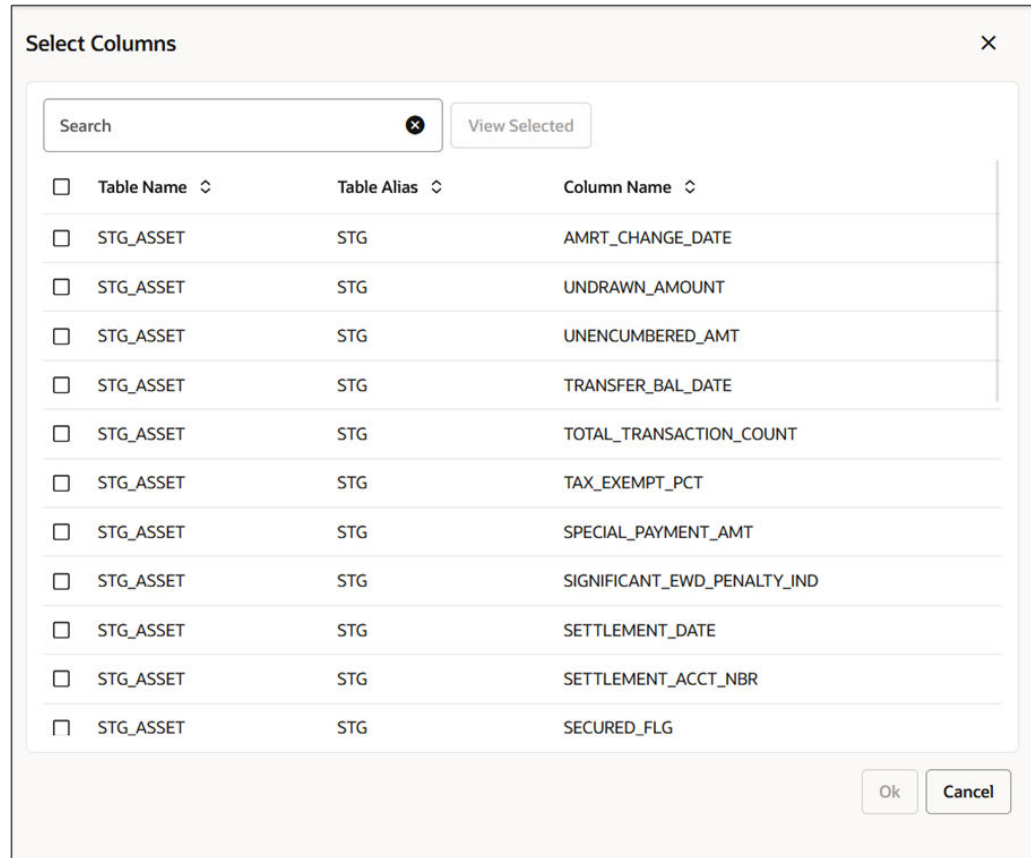 Select Columns
Search View Selected
Table Name Table Alias Column Name
STG_ASSET STG AMRT_CHANGE_DATE
STG_ASSET STG UNDRAWN_AMOUNT
STG_ASSET STG UNENCUMBERED_AMT
STG_ASSET STG TRANSFER_BAL_DATE
STG_ASSET STG TOTAL_TRANSACTION_COUNT
STG_ASSET STG TAX_EXEMPT_PCT
STG_ASSET STG SPECIAL_PAYMENT_AMT
STG_ASSET STG SIGNIFICANT_EWD_PENALTY_IND
STG_ASSET STG SETTLEMENT_DATE
STG_ASSET STG SETTLEMENT_ACCT_NBR
STG_ASSET STG SECURED_FLG
Ok Cancel